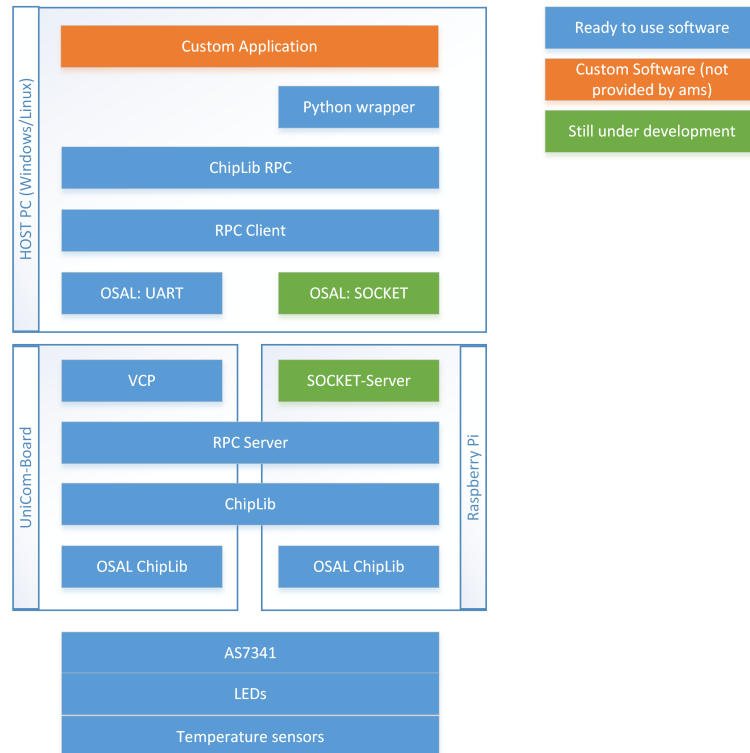 Custom Application
Python wrapper
ChipLib RPC
RPC Client
OSAL: UART
OSAL: SOCKET
HOST PC (Windows/Linux)
Ready to use software
Custom Software (not
provided by ams)
Still under development
VCP
SOCKET-Server
RPC Server
ChipLib
OSAL ChipLib
OSAL ChipLib
UniCom-Board
Raspberry Pi
AS7341
LEDs
Temperature sensors